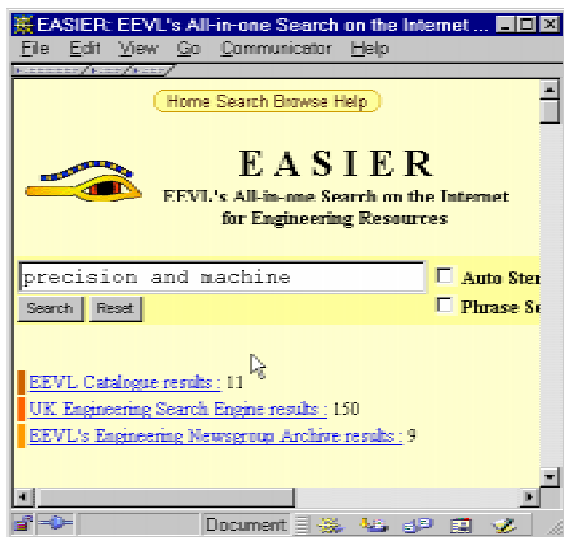 EASIER: EEVL's All-in-one Search on the Internet ...
File Edit View Go Communicator Help
Home Search Browse Help
EASIER
EEVL's All-in-one Search on the Internet
for Engineering Resources
precision and machine
Auto Ster
Search Reset
Phrase Se
EEVL Catalogue results : 11
UK Engineering Search Engine results : 150
EEVL's Engineering Newsgroup Archive results : 9
Document